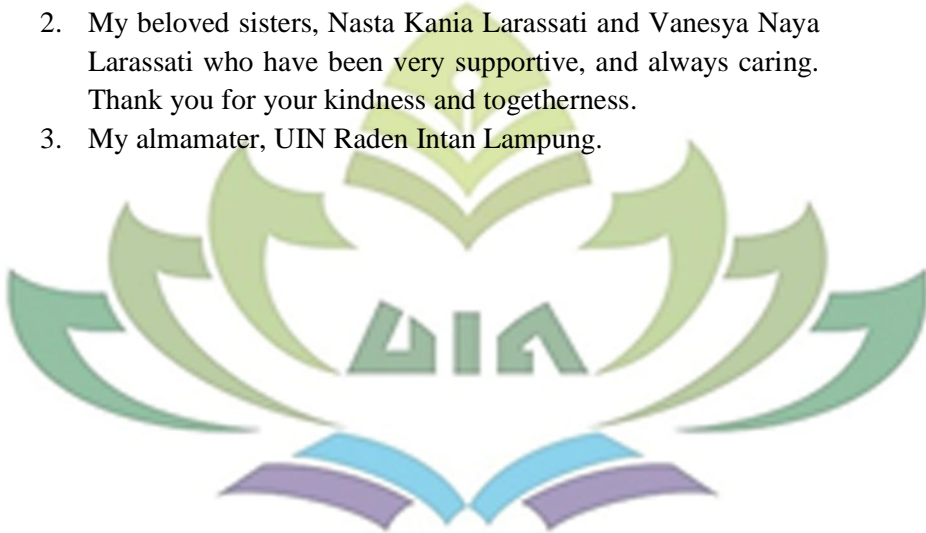 2. My beloved sisters, Nasta Kania Larassati and Vanesya Naya
Larassati who have been very supportive, and always caring.
Thank you for your kindness and togetherness.
3. My almamater, UIN Raden Intan Lampung.
UIN